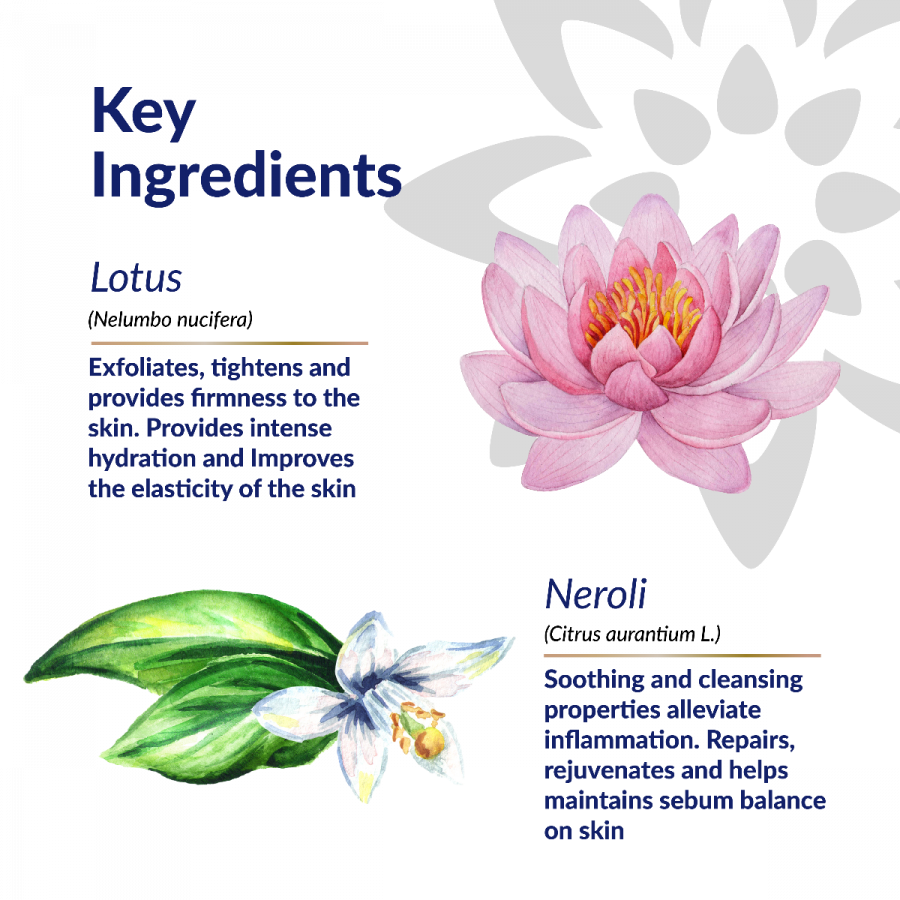 Key
Ingredients
Lotus
(Nelumbo nucifera)
Exfoliates, tightens and
provides firmness to the
skin. Provides intense
hydration and Improves
the elasticity of the skin
Neroli
(Citrus aurantium L.)
Soothing and cleansing
properties alleviate
inflammation. Repairs,
rejuvenates and helps
maintains sebum balance
on skin